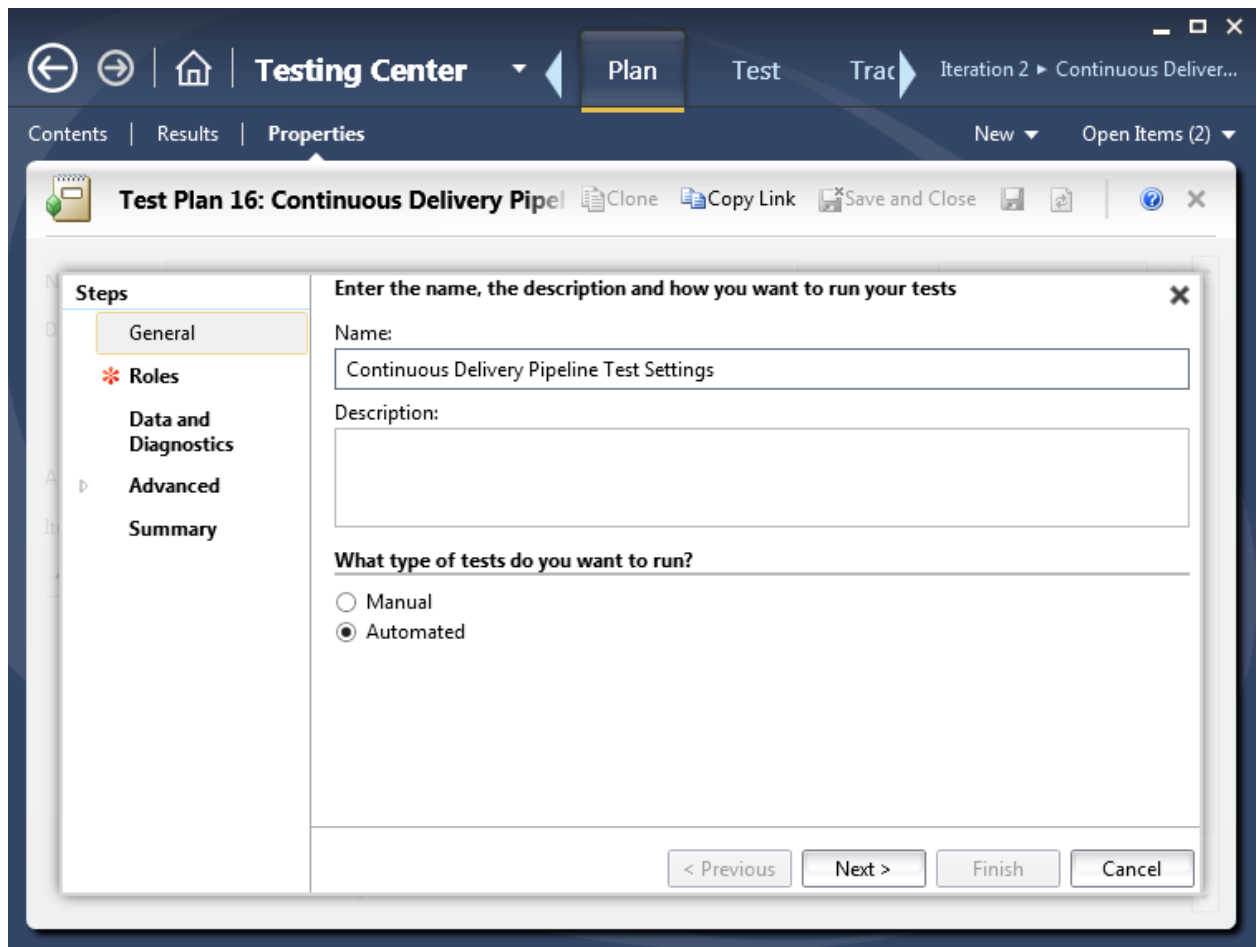 Testing Center
Plan
Test
Trac
Iteration 2 ▸ Continuous Deliver...
Contents | Results | Properties
New
Open Items (2)
Test Plan 16: Continuous Delivery Pipel
Clone
Copy Link
Save and Close
Steps
General
Roles
Data and
Diagnostics
Advanced
Summary
Enter the name, the description and how you want to run your tests
Name:
Continuous Delivery Pipeline Test Settings
Description:
What type of tests do you want to run?
Manual
Automated
< Previous
Next >
Finish
Cancel